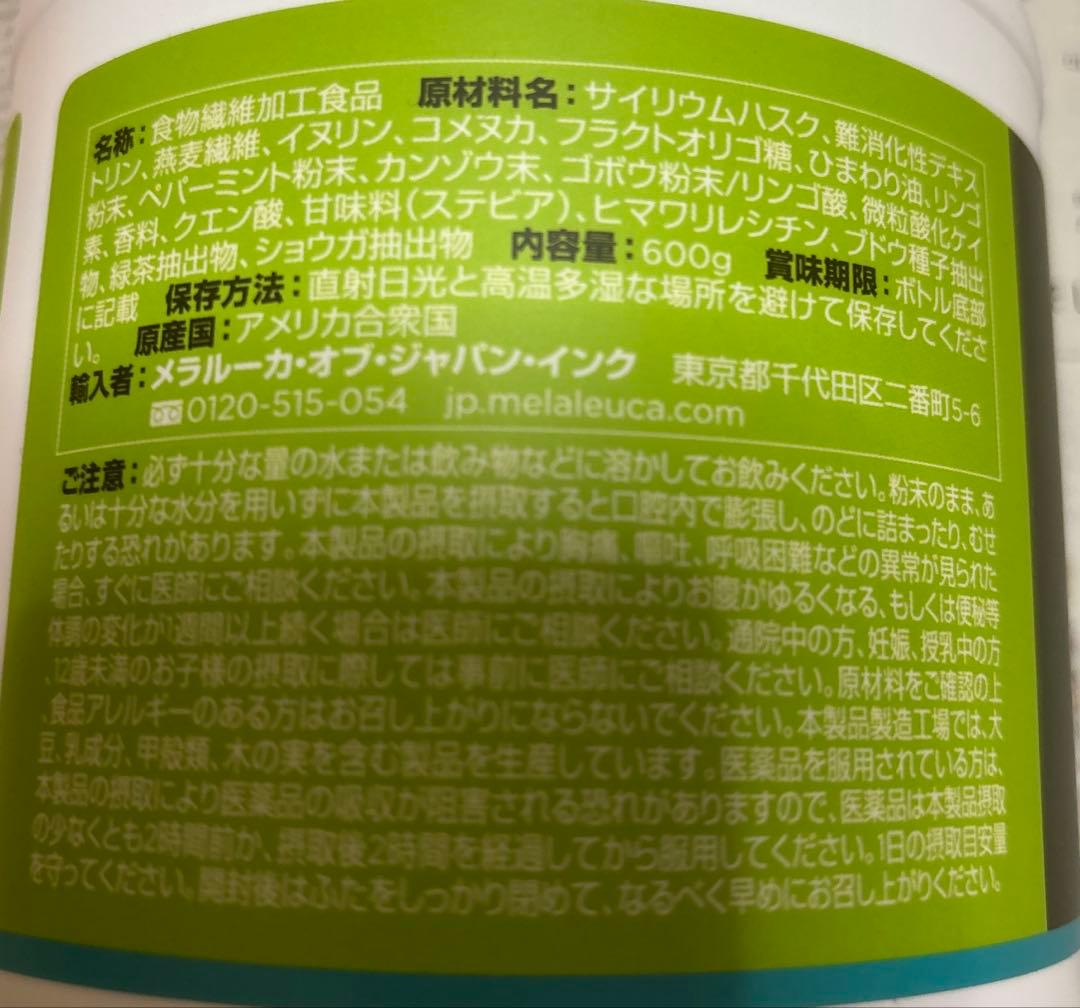 名称：食物繊維加工食品　原材料名：サイリウムハスク、難消化性デキス
トリン、燕麦繊維、イヌリン、コメヌカ、フラクトオリゴ糖、ひまわり油、リンゴ
粉末、ペパーミント粉末、カンゾウ末、ゴボウ粉末/リンゴ酸、微粒酸化ケイ
素、香料、クエン酸、甘味料（ステビア）、ヒマワリレシチン、ブドウ種子抽出
物、緑茶抽出物、ショウガ抽出物　内容量：600g　賞味期限：ボトル底部
に記載　保存方法：直射日光と高温多湿な場所を避けて保存してくださ
い。　原産国：アメリカ合衆国
輸入者：メラルーカ・オブ・ジャパン・インク　東京都千代田区二番町5-6
0120-515-054　jp.melaleuca.com
ご注意：必ず十分な量の水または飲み物などに溶かしてお飲みください。粉末のまま、あ
るいは十分な水分を用いずに本製品を摂取すると口腔内で膨張し、のどに詰まったり、むせ
たりする恐れがあります。本製品の摂取により胸痛、嘔吐、呼吸困難などの異常が見られた
場合、すぐに医師にご相談ください。本製品の摂取によりお腹がゆるくなる、もしくは便秘等
体調の変化が1週間以上続く場合は医師にご相談ください。通院中の方、妊娠、授乳中の方
、12歳未満のお子様の摂取に際しては事前に医師にご相談ください。原材料をご確認の上
、食品アレルギーのある方はお召し上がりにならないでください。本製品製造工場では、大
豆、乳成分、甲殻類、木の実を含む製品を生産しています。医薬品を服用されている方は、
本製品の摂取により医薬品の吸収が阻害される恐れがありますので、医薬品は本製品摂取
の少なくとも2時間前か、摂取後2時間を経過してから服用してください。1日の摂取目安量
を守ってください。開封後はふたをしっかり閉めて、なるべく早めにお召し上がりください。